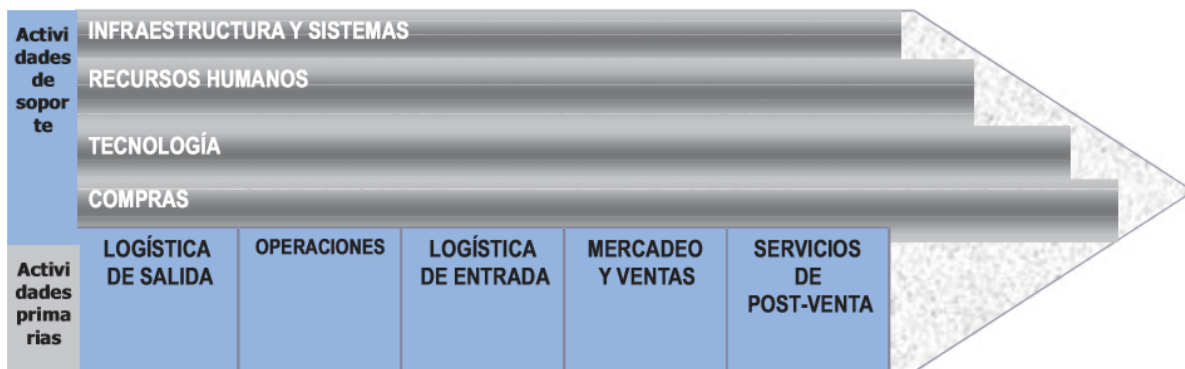 Activi
dades
de
sopor
te
INFRAESTRUCTURA Y SISTEMAS
RECURSOS HUMANOS
TECNOLOGÍA
COMPRAS
Activi
dades
prima
rias
LOGÍSTICA
DE SALIDA
OPERACIONES
LOGÍSTICA
DE ENTRADA
MERCADEO
Y VENTAS
SERVICIOS
DE
POST-VENTA